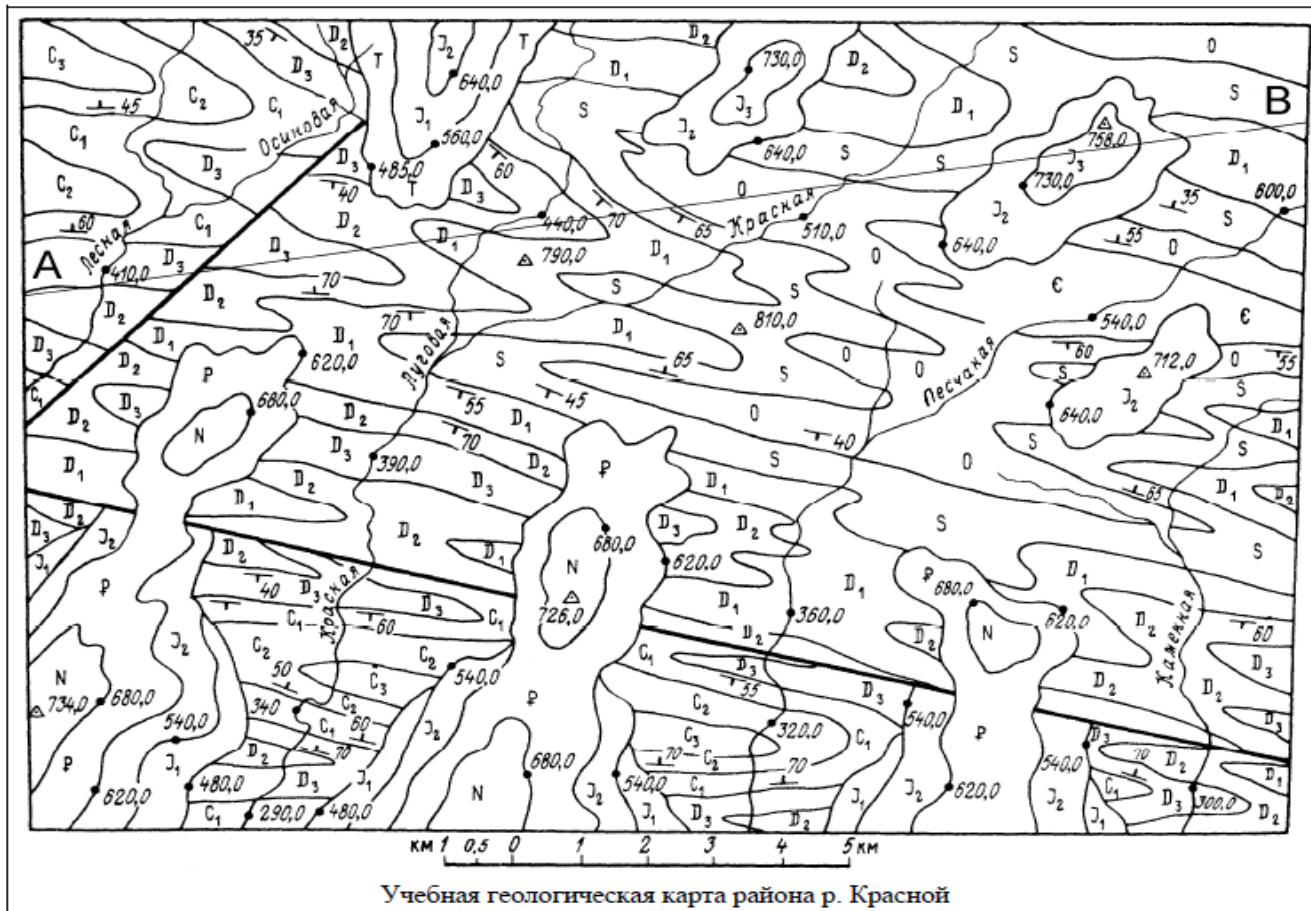 35 D2 J2 T D2 730,0 D2 O
C3 D3 T 640,0 D1 S S B
C2 J1 J3 D1
45 C1 560,0 S J2 758,0
C1 Осиновая 640,0 S J3 D1
D3 D3 485,0 60 O 730,0
C2 40 T D3 440,0 70 65 Красная 510,0 J2 35 600,0
60 C1 D2 D1 S
Лесная D3 D3 790,0 D1 O 640,0 55 O
A 410,0 D2 70 S Є
D2 70 Луговая 810,0 540,0 Є
D3 D1 D1 D1 65 S O Песчаная 60 O 55
C1 D2 620,0 S O S 712,0
₽ 680,0 55 45 S 640,0 J2 S
D2 D3 N D2 70 40 D1
D1 D3 390,0 D2 ₽ S O S
D2 D3 D1 65 D1 D2
D2 D1 D2 D3 D2 S
D3 J2 D1 680,0 620,0 S
J1 ₽ D2 D3 N D1 ₽ 680,0 D1
40 Красная D3 C1 726,0 D1 360,0 N 620,0 D2 60
C1 60 D2 D2 Каменная D3
J2 C2 C2 C1 D3 D3
N 50 C3 540,0 55 540,0 D2 D2
734,0 680,0 340 C2 ₽ C2 320,0 D3
540,0 C1 60 J2 C3 C1 ₽ 540,0 70 D2
₽ J1 D2 70 680,0 70 C2 70 D1
620,0 480,0 D3 J1 N 540,0 C1 J2 620,0 J2 C1 D3 300,0
C1 290,0 480,0 J2 J1 D3 D2 J1 J1 D2
км 1 0,5 0 1 2 3 4 5 км
Учебная геологическая карта района р. Красной